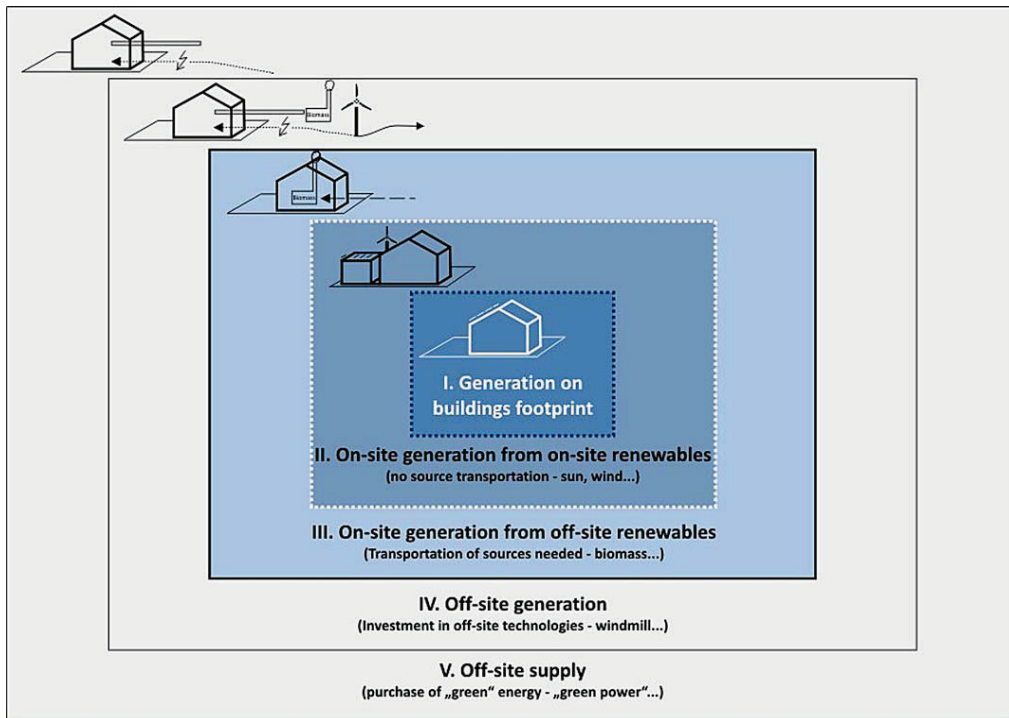 Biomass
Biomass
I. Generation on
buildings footprint
II. On-site generation from on-site renewables
(no source transportation - sun, wind...)
III. On-site generation from off-site renewables
(Transportation of sources needed - biomass...)
IV. Off-site generation
(Investment in off-site technologies - windmill...)
V. Off-site supply
(purchase of „green“ energy - „green power“...)